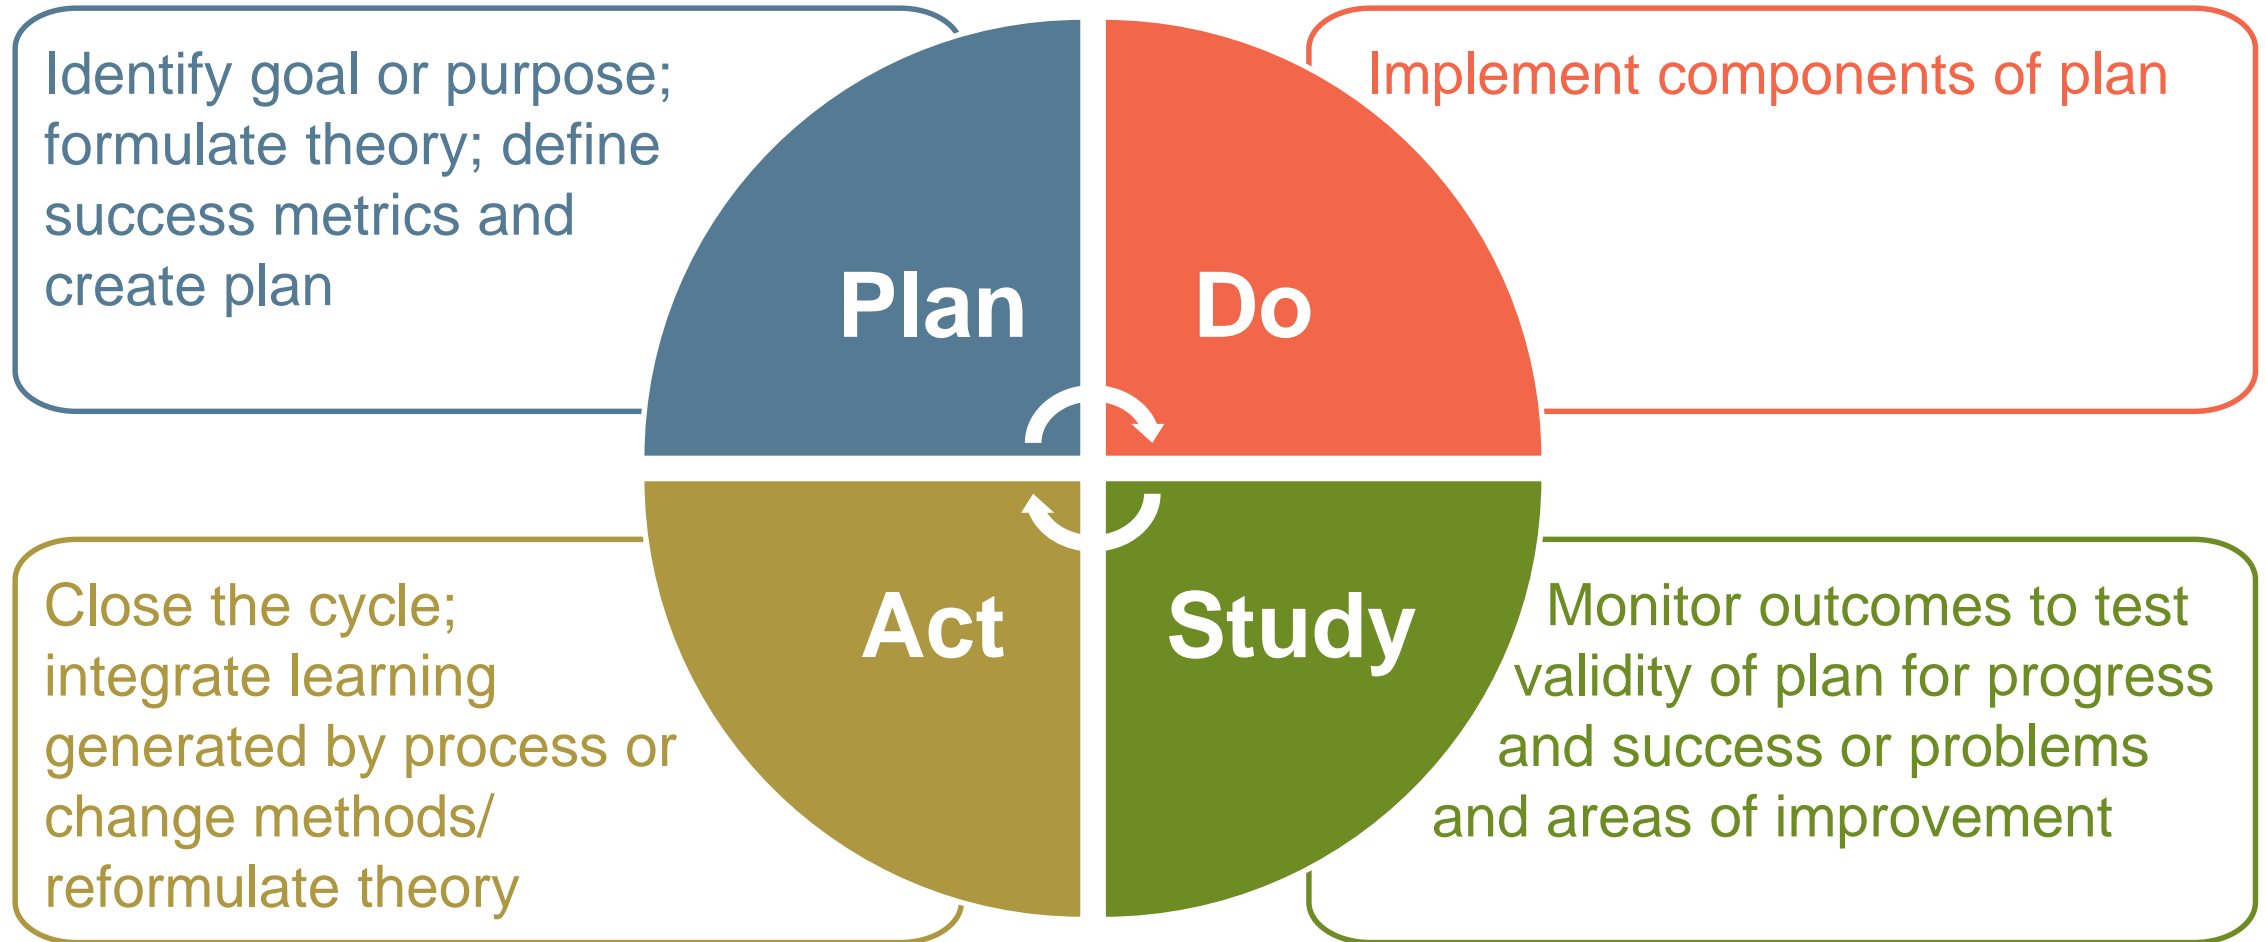 Identify goal or purpose;
formulate theory; define
success metrics and
create plan
Plan
Do
Implement components of plan
Close the cycle;
integrate learning
generated by process or
change methods/
reformulate theory
Act
Study
Monitor outcomes to test
validity of plan for progress
and success or problems
and areas of improvement